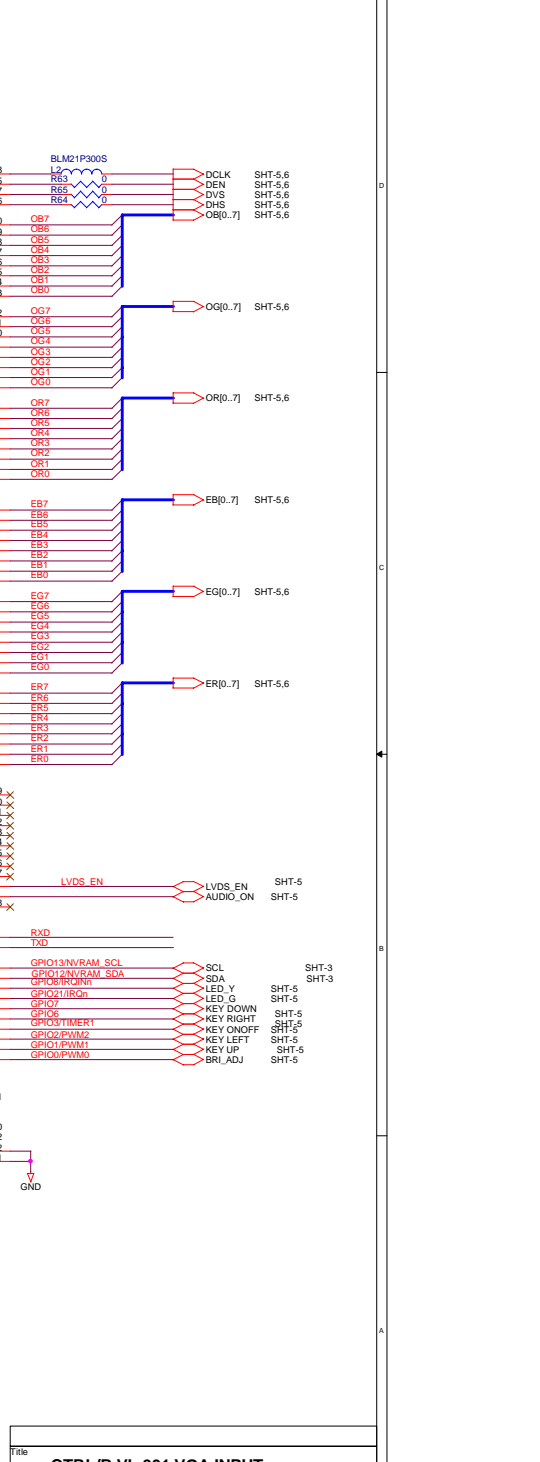 BLM21P300S
L2
R63 0
R65 0
R64 0
DCLK SHT-5,6
DEN SHT-5,6
DVS SHT-5,6
DHS SHT-5,6
OB[0..7] SHT-5,6
OB7
OB6
OB5
OB4
OB3
OB2
OB1
OB0
OG[0..7] SHT-5,6
OG7
OG6
OG5
OG4
OG3
OG2
OG1
OG0
OR[0..7] SHT-5,6
OR7
OR6
OR5
OR4
OR3
OR2
OR1
OR0
EB[0..7] SHT-5,6
EB7
EB6
EB5
EB4
EB3
EB2
EB1
EB0
EG[0..7] SHT-5,6
EG7
EG6
EG5
EG4
EG3
EG2
EG1
EG0
ER[0..7] SHT-5,6
ER7
ER6
ER5
ER4
ER3
ER2
ER1
ER0
LVDS_EN LVDS_EN SHT-5
AUDIO_ON SHT-5
RXD
TXD
GPIO13/NVRAM_SCL SCL SHT-3
GPIO12/NVRAM_SDA SDA SHT-3
GPIO8/IRQINn LED_Y SHT-5
GPIO21/IRQn LED_G SHT-5
GPIO7 KEY DOWN SHT-5
GPIO6 KEY RIGHT SHT-5
GPIO3/TIMER1 KEY ONOFF SHT-5
GPIO2/PWM2 KEY LEFT SHT-5
GPIO1/PWM1 KEY UP SHT-5
GPIO0/PWM0 BRI_ADJ SHT-5
GND
D
C
B
A
Title